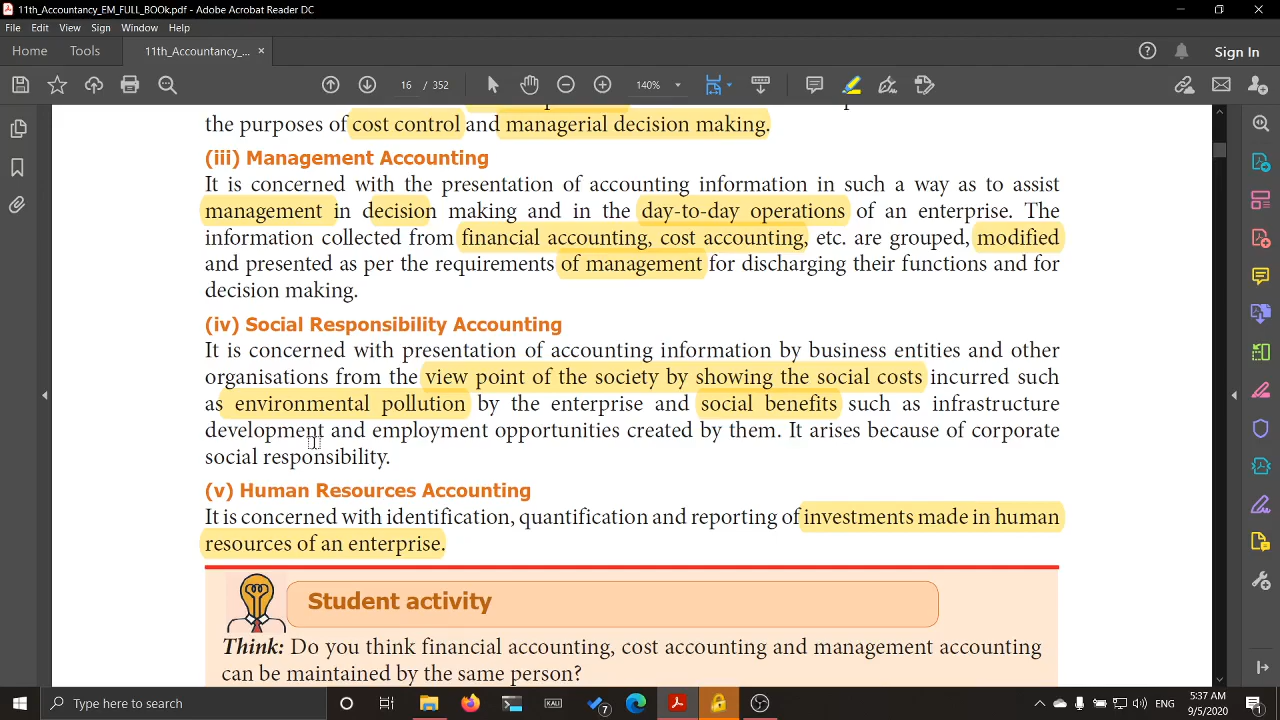 11th_Accountancy_EM_FULL_BOOk.pdf - Adobe Acrobat Reader DC
File Edit View Sign Window Help
Home Tools 11th_Accountancy_... × Sign In
16 / 352 140%
the purposes of cost control and managerial decision making.
(iii) Management Accounting
It is concerned with the presentation of accounting information in such a way as to assist
management in decision making and in the day-to-day operations of an enterprise. The
information collected from financial accounting, cost accounting, etc. are grouped, modified
and presented as per the requirements of management for discharging their functions and for
decision making.
(iv) Social Responsibility Accounting
It is concerned with presentation of accounting information by business entities and other
organisations from the view point of the society by showing the social costs incurred such
as environmental pollution by the enterprise and social benefits such as infrastructure
development and employment opportunities created by them. It arises because of corporate
social responsibility.
(v) Human Resources Accounting
It is concerned with identification, quantification and reporting of investments made in human
resources of an enterprise.
Student activity
Think: Do you think financial accounting, cost accounting and management accounting
can be maintained by the same person?
Type here to search
KALI
7
ENG
5:37 AM
9/5/2020
1